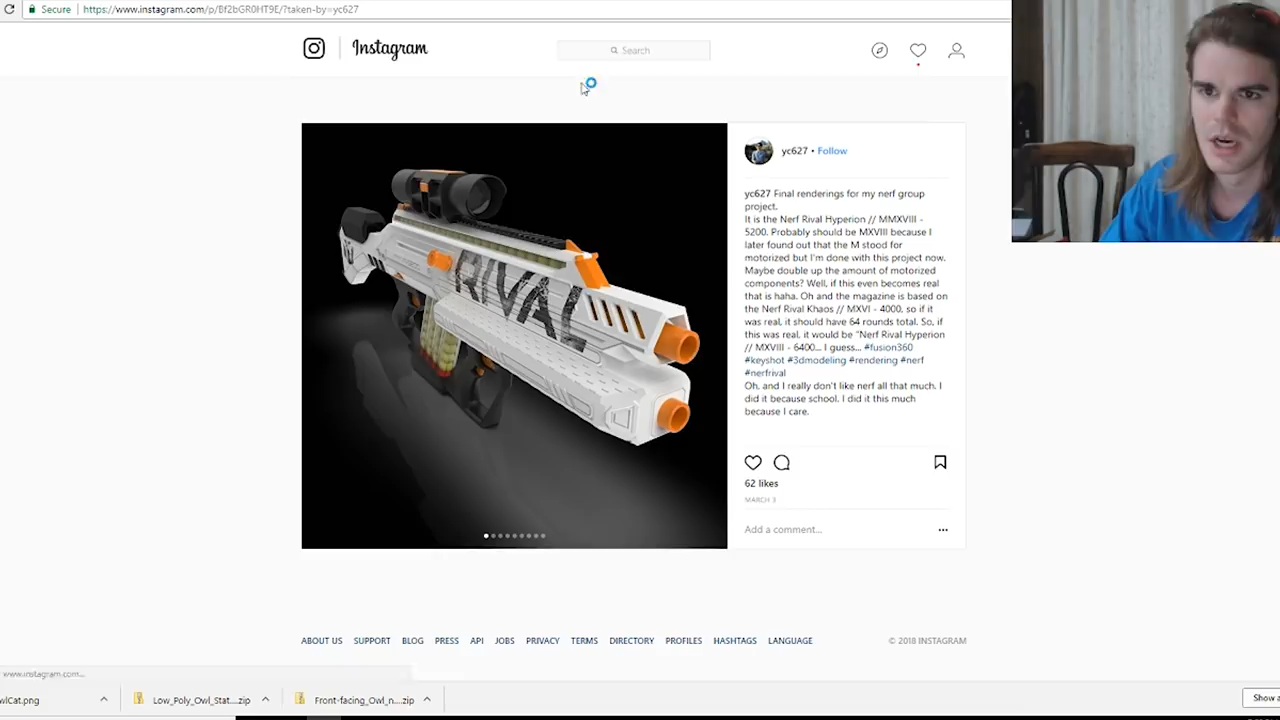 Secure https://www.instagram.com/p/Bf2bGR0HT9E/?taken-by=yc627
Instagram
Search
yc627 • Follow
yc627 Final renderings for my nerf group
project.
It is the Nerf Rival Hyperion // MMXVIII -
5200. Probably should be MXVIII because I
later found out that the M stood for
motorized but I'm done with this project now.
Maybe double up the amount of motorized
components? Well, if this even becomes real
that is haha. Oh and the magazine is based on
the Nerf Rival Khaos // MXVI - 4000, so if it
was real, it should have 64 rounds total. So, if
this was real, it would be "Nerf Rival Hyperion
// MXVIII - 6400... I guess... #fusion360
#keyshot #3dmodeling #rendering #nerf
#nerfrival
Oh, and I really don't like nerf all that much. I
did it because school. I did it this much
because I care.
RIVAL
62 likes
MARCH 3
Add a comment...
ABOUT US SUPPORT BLOG PRESS API JOBS PRIVACY TERMS DIRECTORY PROFILES HASHTAGS LANGUAGE
© 2018 INSTAGRAM
www.instagram.com...
wlCat.png
Low_Poly_Owl_Stat....zip
Front-facing_Owl_n....zip
Show a